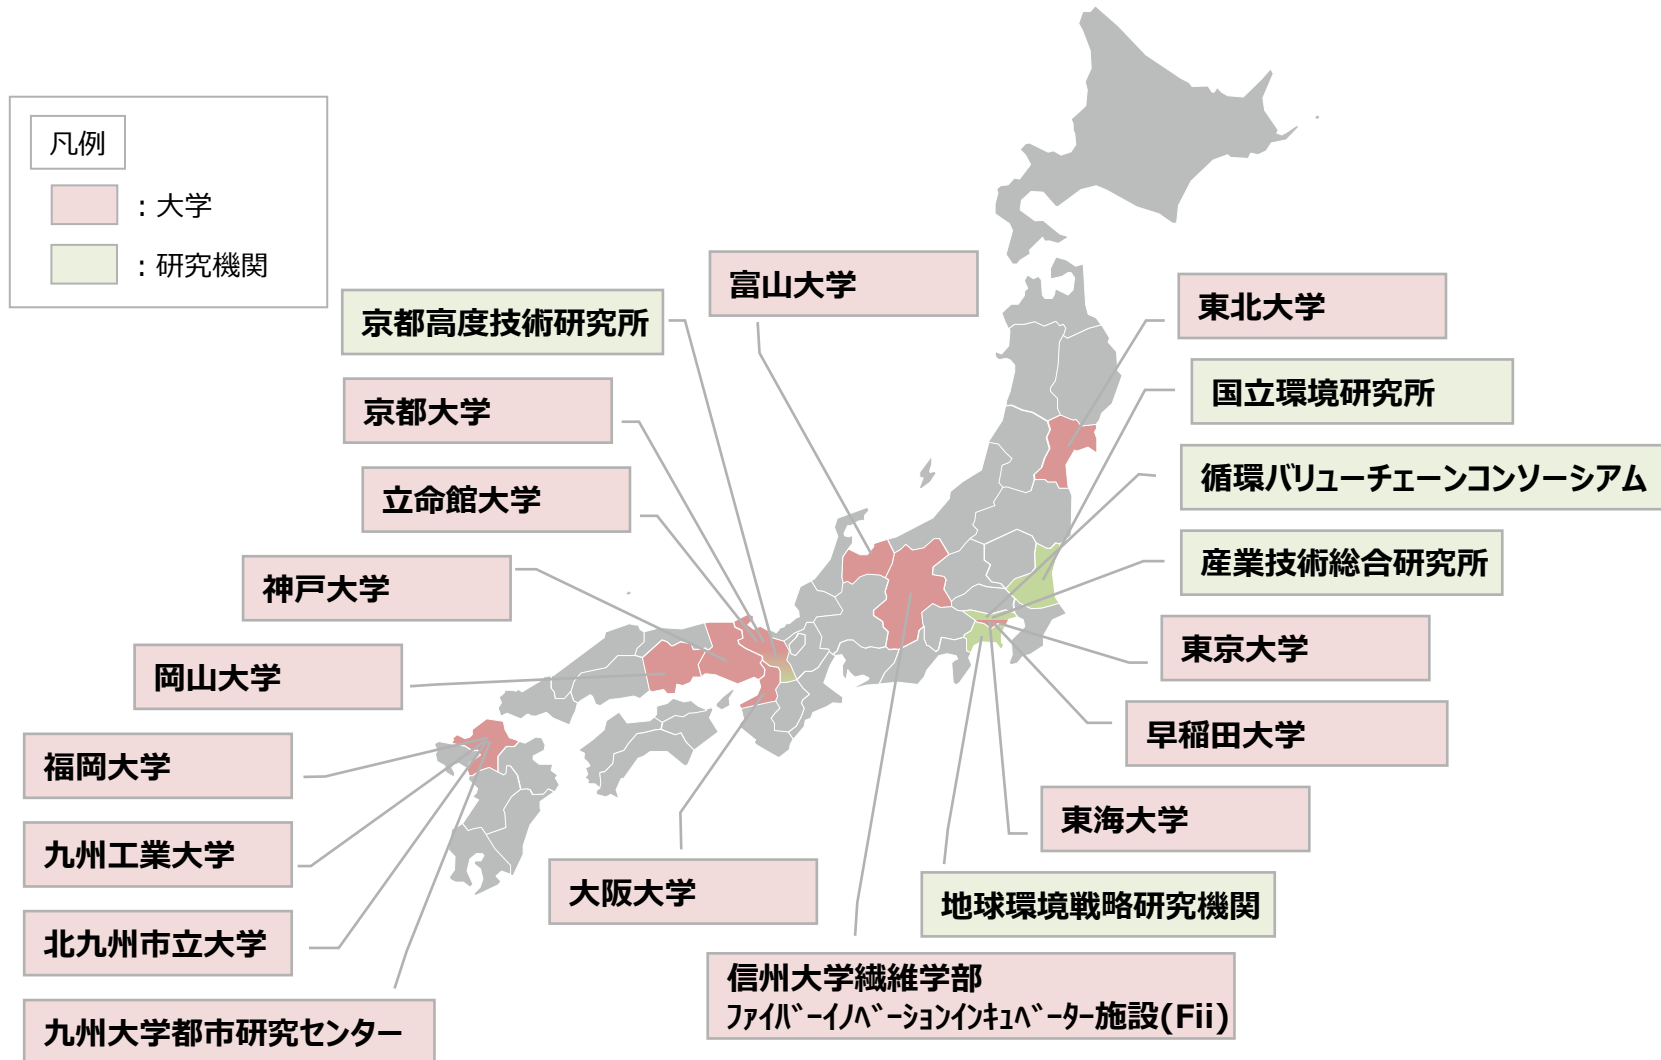 凡例
：大学
：研究機関
富山大学
東北大学
京都高度技術研究所
国立環境研究所
京都大学
循環バリューチェーンコンソーシアム
立命館大学
産業技術総合研究所
神戸大学
東京大学
岡山大学
早稲田大学
福岡大学
東海大学
九州工業大学
大阪大学
地球環境戦略研究機関
北九州市立大学
信州大学繊維学部
ﾌｧｲﾊﾞｰｲﾉﾍﾞｰｼｮﾝｲﾝｷｭﾍﾞｰﾀｰ施設(Fii)
九州大学都市研究センター